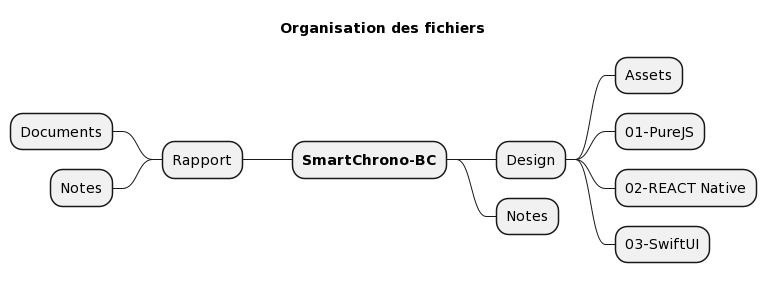 Organisation des fichiers
Documents
Notes
Rapport
SmartChrono-BC
Design
Notes
Assets
01-PureJS
02-REACT Native
03-SwiftUI